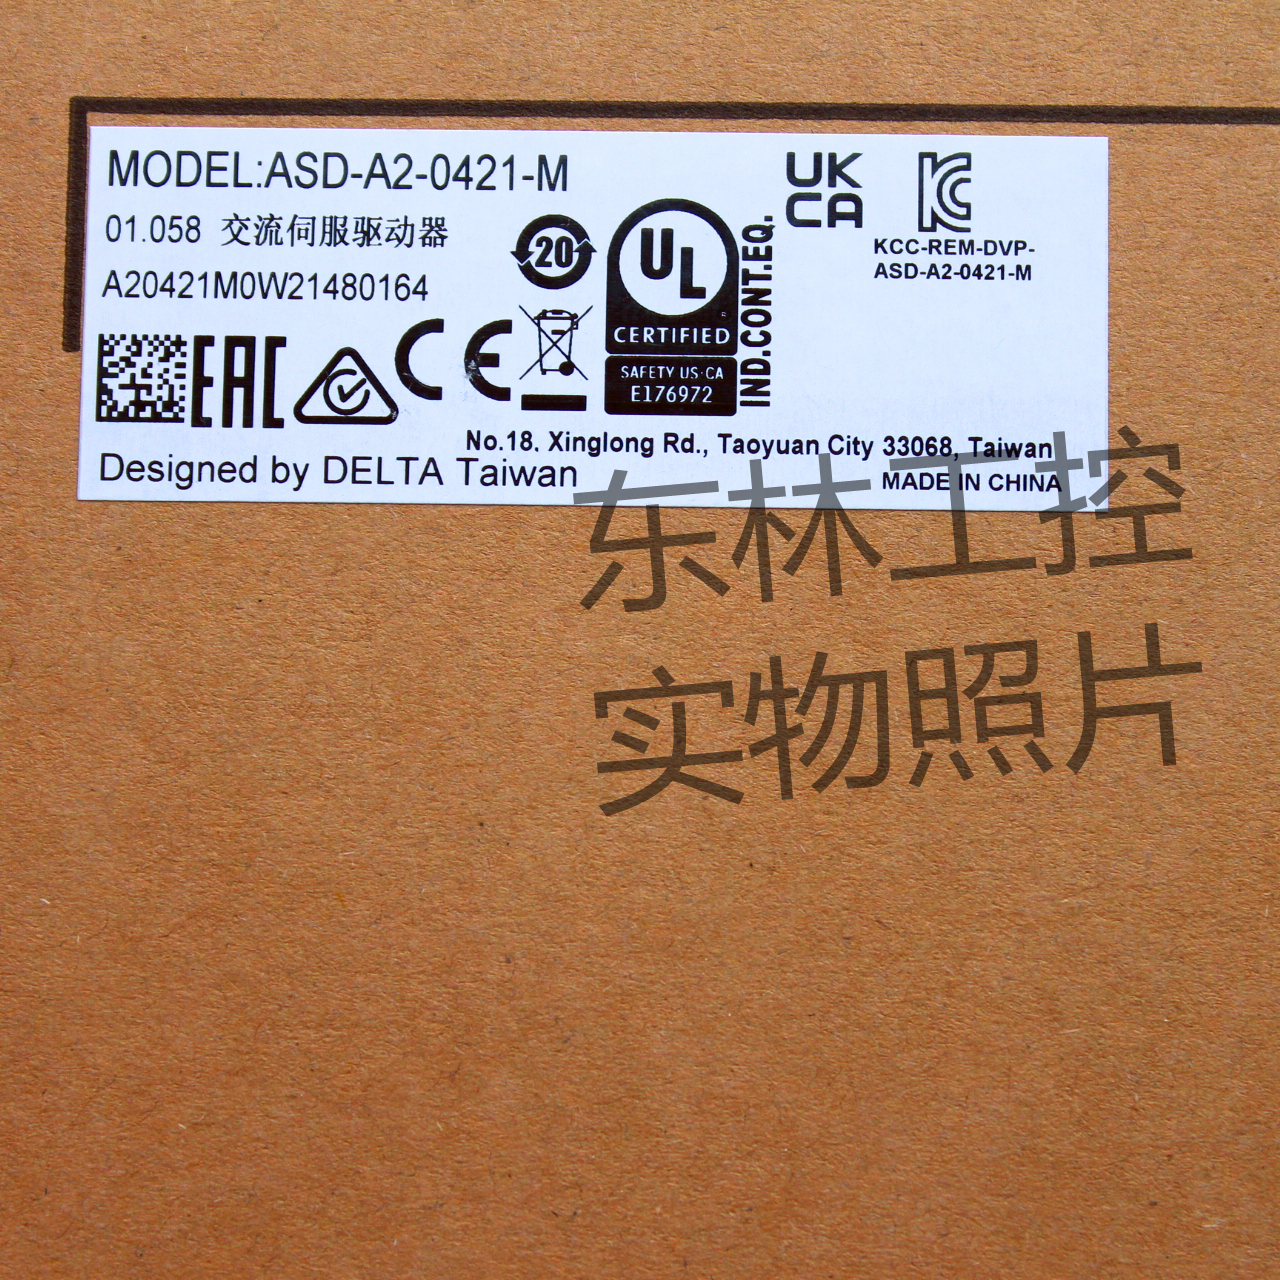 MODEL:ASD-A2-0421-M
01.058 交流伺服驱动器
A20421M0W21480164
EAC
CE
20
UL
CERTIFIED
SAFETY US·CA
E176972
IND.CONT.EQ.
UK
CA
KC
KCC-REM-DVP-
ASD-A2-0421-M
No.18, Xinglong Rd., Taoyuan City 33068, Taiwan
Designed by DELTA Taiwan
MADE IN CHINA
东林工控
实物照片